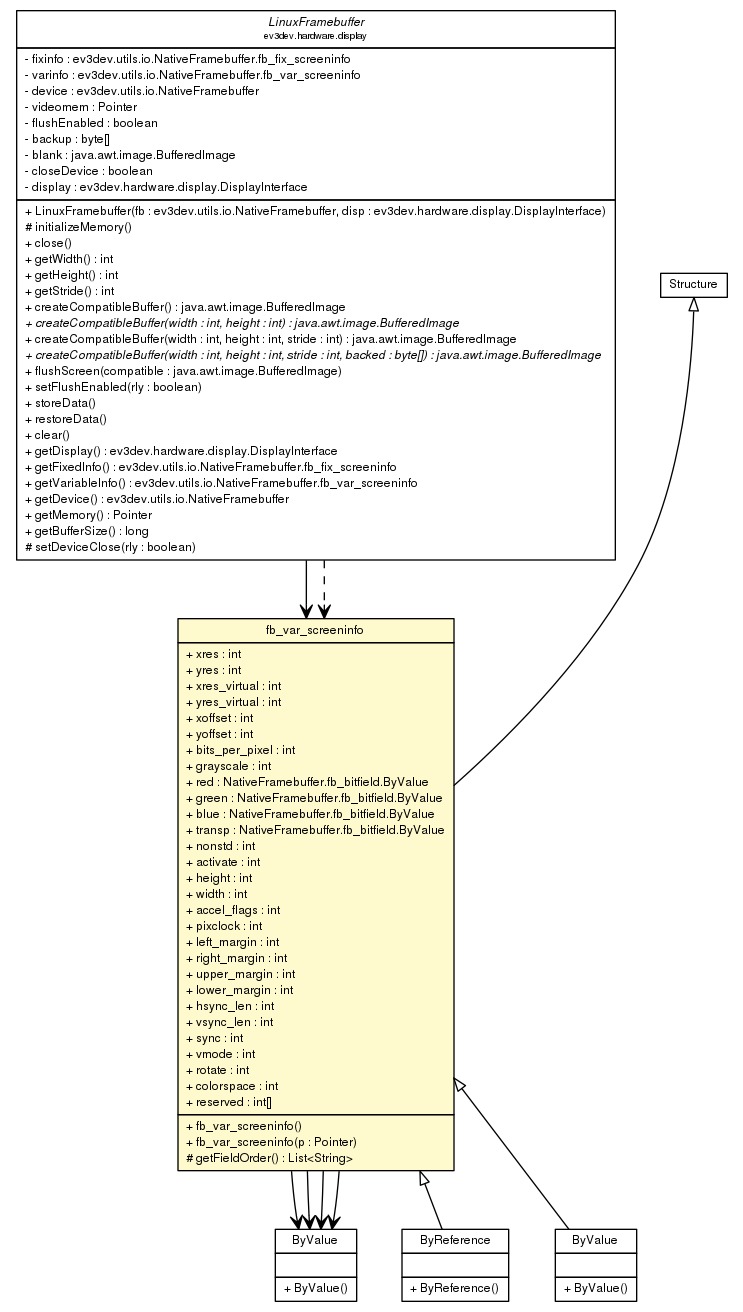 LinuxFramebuffer
ev3dev.hardware.display
- fixinfo : ev3dev.utils.io.NativeFramebuffer.fb_fix_screeninfo
- varinfo : ev3dev.utils.io.NativeFramebuffer.fb_var_screeninfo
- device : ev3dev.utils.io.NativeFramebuffer
- videomem : Pointer
- flushEnabled : boolean
- backup : byte[]
- blank : java.awt.image.BufferedImage
- closeDevice : boolean
- display : ev3dev.hardware.display.DisplayInterface
+ LinuxFramebuffer(fb : ev3dev.utils.io.NativeFramebuffer, disp : ev3dev.hardware.display.DisplayInterface)
# initializeMemory()
+ close()
+ getWidth() : int
+ getHeight() : int
+ getStride() : int
+ createCompatibleBuffer() : java.awt.image.BufferedImage
+ createCompatibleBuffer(width : int, height : int) : java.awt.image.BufferedImage
+ createCompatibleBuffer(width : int, height : int, stride : int) : java.awt.image.BufferedImage
+ createCompatibleBuffer(width : int, height : int, stride : int, backed : byte[]) : java.awt.image.BufferedImage
+ flushScreen(compatible : java.awt.image.BufferedImage)
+ setFlushEnabled(rly : boolean)
+ storeData()
+ restoreData()
+ clear()
+ getDisplay() : ev3dev.hardware.display.DisplayInterface
+ getFixedInfo() : ev3dev.utils.io.NativeFramebuffer.fb_fix_screeninfo
+ getVariableInfo() : ev3dev.utils.io.NativeFramebuffer.fb_var_screeninfo
+ getDevice() : ev3dev.utils.io.NativeFramebuffer
+ getMemory() : Pointer
+ getBufferSize() : long
# setDeviceClose(rly : boolean)
Structure
fb_var_screeninfo
+ xres : int
+ yres : int
+ xres_virtual : int
+ yres_virtual : int
+ xoffset : int
+ yoffset : int
+ bits_per_pixel : int
+ grayscale : int
+ red : NativeFramebuffer.fb_bitfield.ByValue
+ green : NativeFramebuffer.fb_bitfield.ByValue
+ blue : NativeFramebuffer.fb_bitfield.ByValue
+ transp : NativeFramebuffer.fb_bitfield.ByValue
+ nonstd : int
+ activate : int
+ height : int
+ width : int
+ accel_flags : int
+ pixclock : int
+ left_margin : int
+ right_margin : int
+ upper_margin : int
+ lower_margin : int
+ hsync_len : int
+ vsync_len : int
+ sync : int
+ vmode : int
+ rotate : int
+ colorspace : int
+ reserved : int[]
+ fb_var_screeninfo()
+ fb_var_screeninfo(p : Pointer)
# getFieldOrder() : List<String>
ByValue
+ ByValue()
ByReference
+ ByReference()
ByValue
+ ByValue()